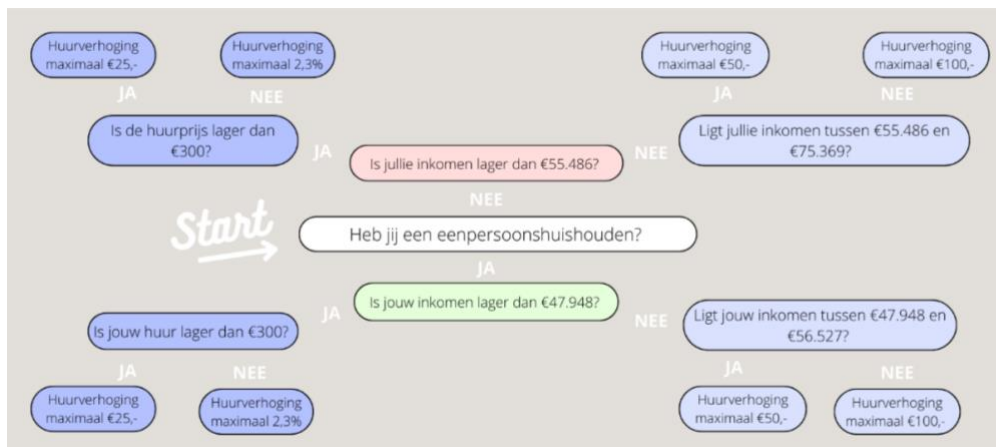 Huurverhoging
maximaal €25,-
Huurverhoging
maximaal 2,3%
Huurverhoging
maximaal €50,-
Huurverhoging
maximaal €100,-
JA
NEE
JA
NEE
Is de huurprijs lager dan
€300?
JA
Is jullie inkomen lager dan €55.486?
NEE
Ligt jullie inkomen tussen €55.486 en
€75.369?
NEE
Start
Heb jij een eenpersoonshuishouden?
JA
Is jouw inkomen lager dan €47.948?
JA
NEE
Is jouw huur lager dan €300?
Ligt jouw inkomen tussen €47.948 en
€56.527?
JA
NEE
JA
NEE
Huurverhoging
maximaal €25,-
Huurverhoging
maximaal 2,3%
Huurverhoging
maximaal €50,-
Huurverhoging
maximaal €100,-